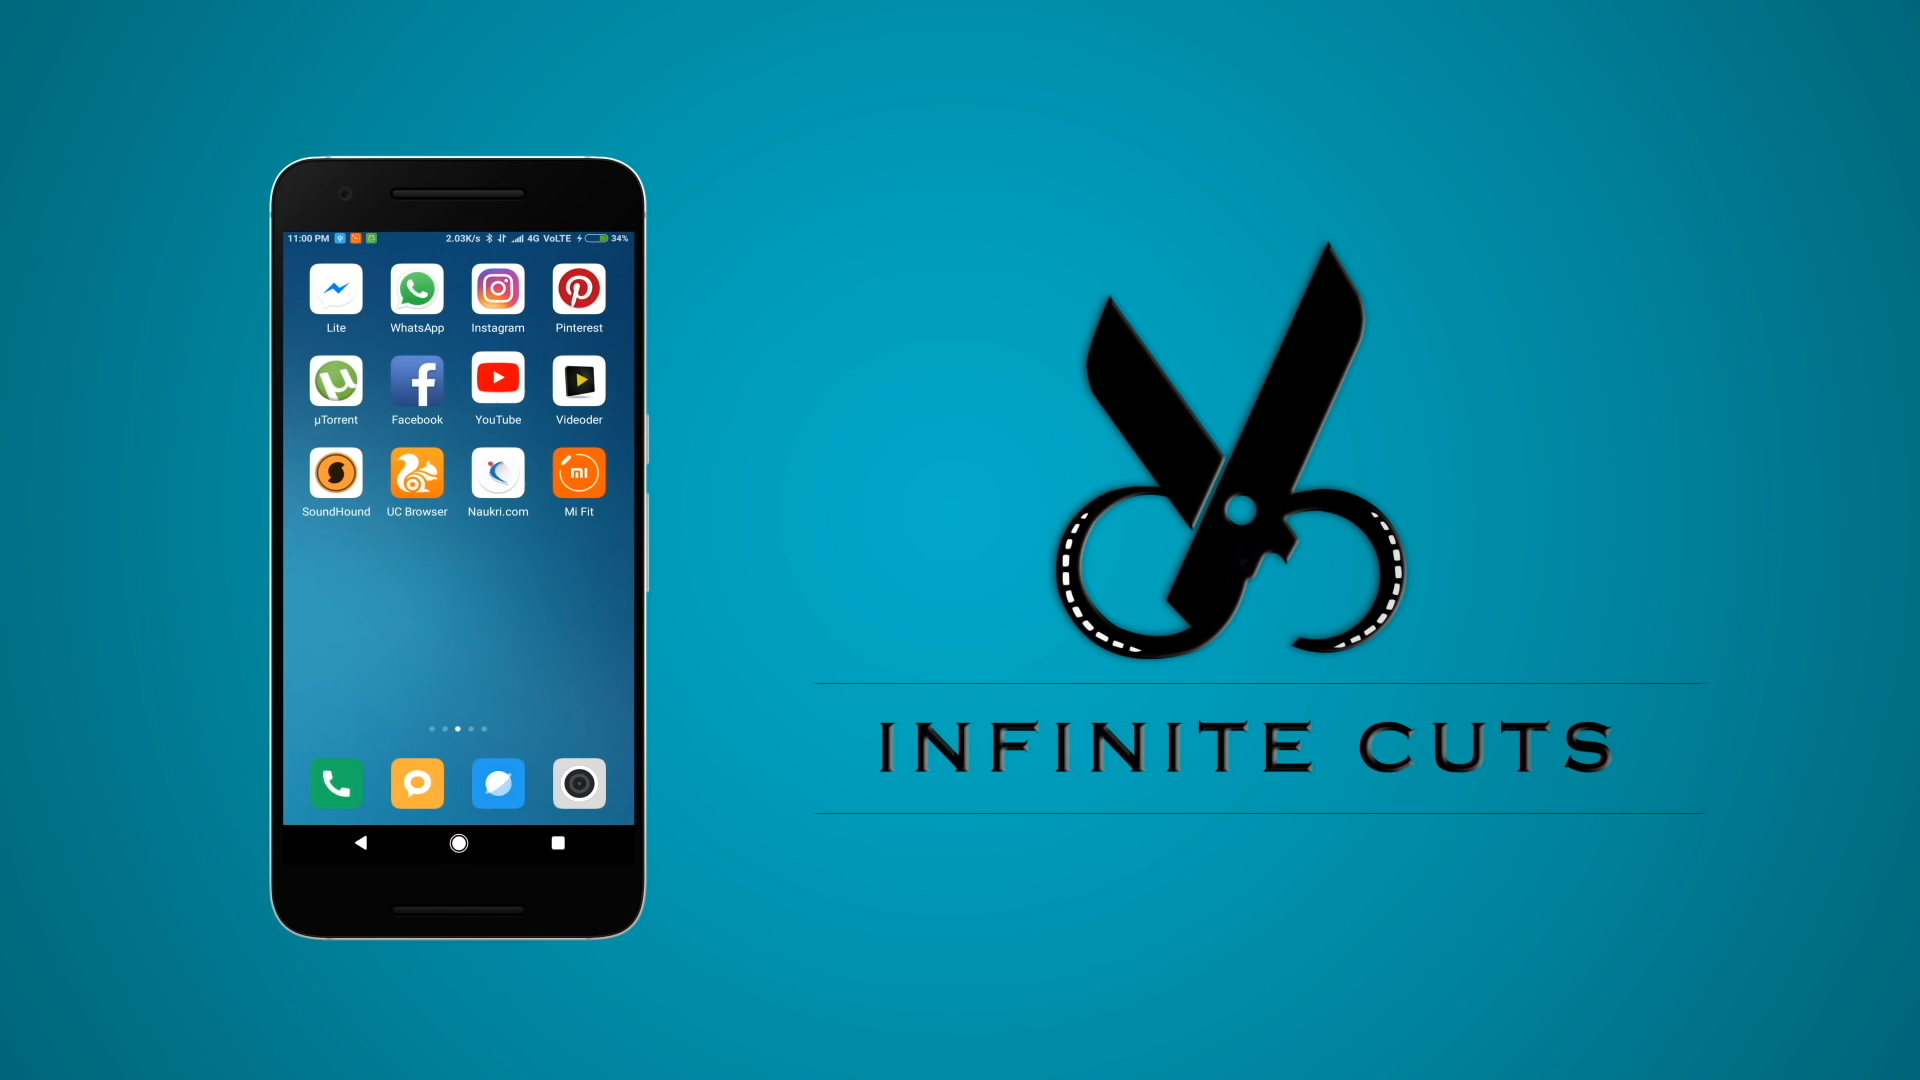 11:00 PM 2.03K/s 4G VoLTE 34%
Lite WhatsApp Instagram Pinterest
µTorrent Facebook YouTube Videoder
SoundHound UC Browser Naukri.com Mi Fit
INFINITE CUTS